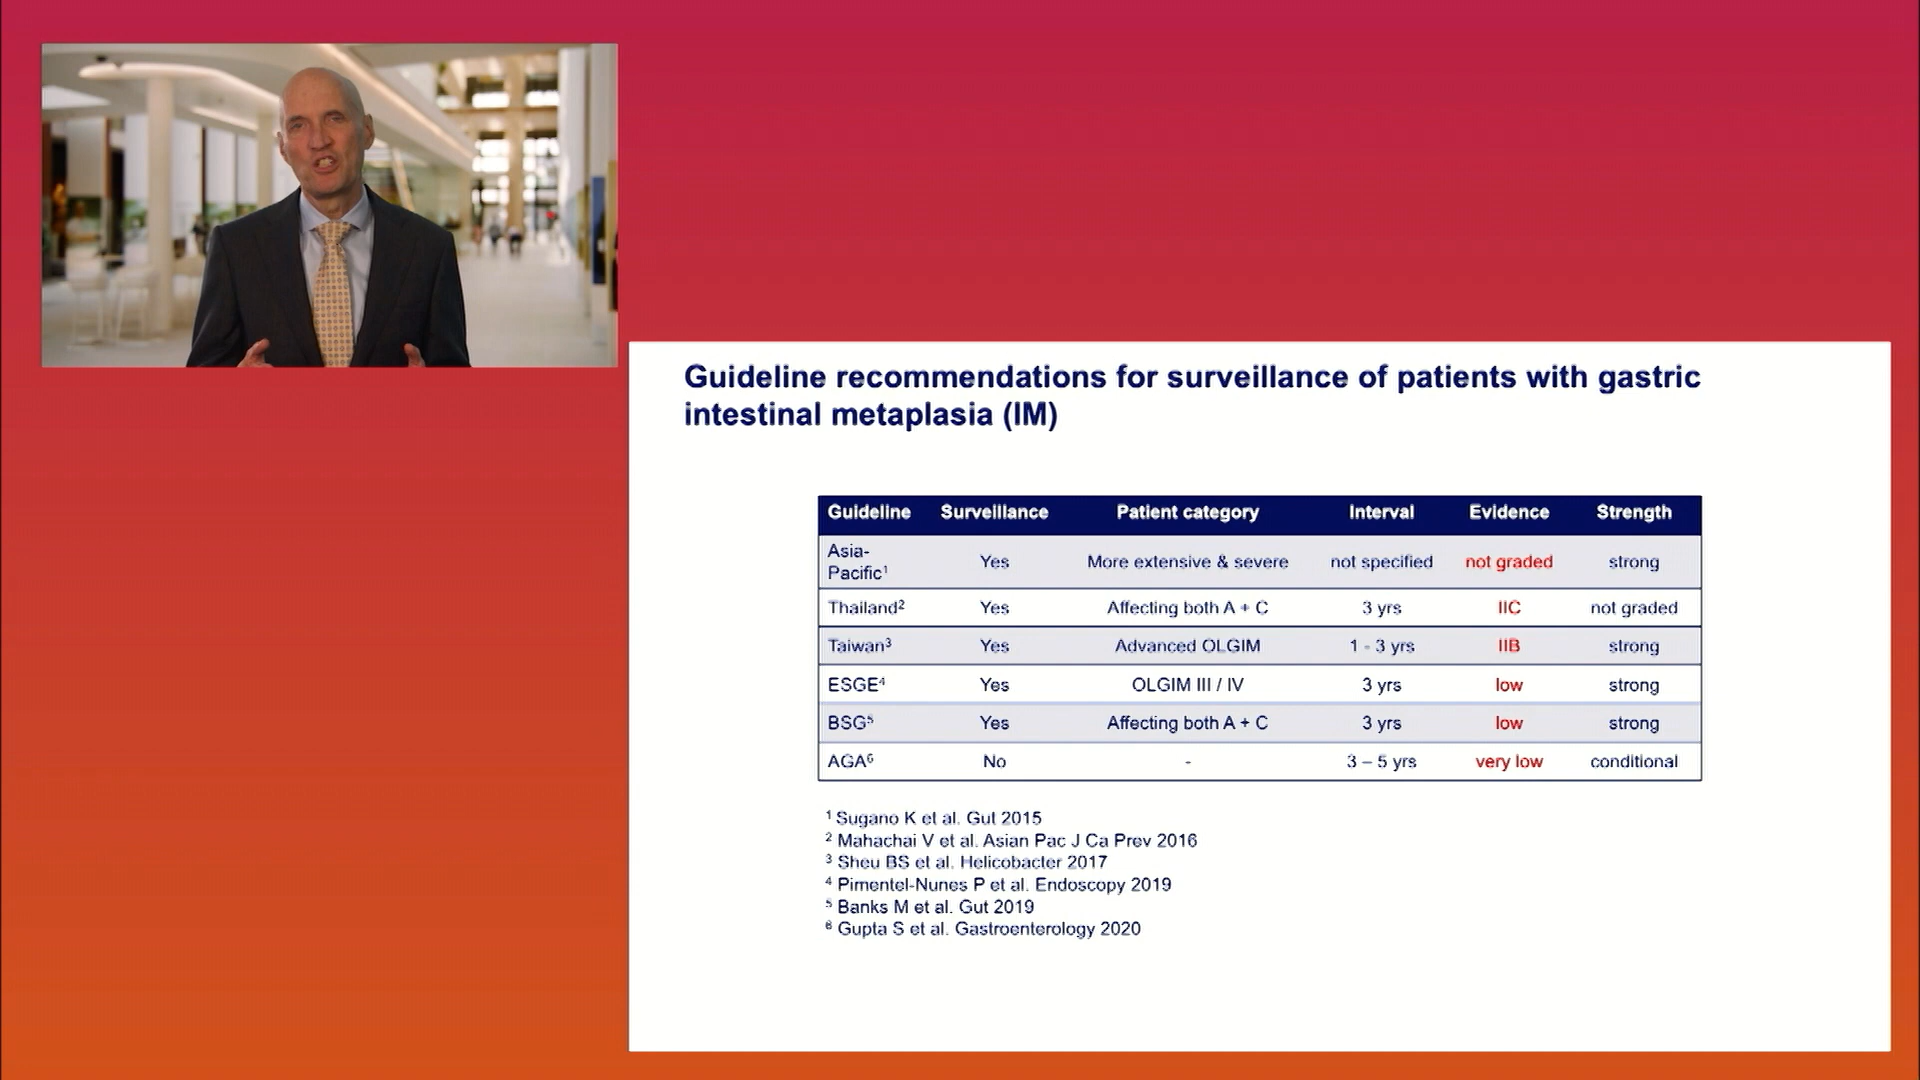 Guideline recommendations for surveillance of patients with gastric
intestinal metaplasia (IM)
Guideline Surveillance Patient category Interval Evidence Strength
Asia-
Pacific¹ Yes More extensive & severe not specified not graded strong
Thailand² Yes Affecting both A + C 3 yrs IIC not graded
Taiwan³ Yes Advanced OLGIM 1 - 3 yrs IIB strong
ESGE⁴ Yes OLGIM III / IV 3 yrs low strong
BSG⁵ Yes Affecting both A + C 3 yrs low strong
AGA⁶ No - 3 – 5 yrs very low conditional
¹ Sugano K et al. Gut 2015
² Mahachai V et al. Asian Pac J Ca Prev 2016
³ Sheu BS et al. Helicobacter 2017
⁴ Pimentel-Nunes P et al. Endoscopy 2019
⁵ Banks M et al. Gut 2019
⁶ Gupta S et al. Gastroenterology 2020